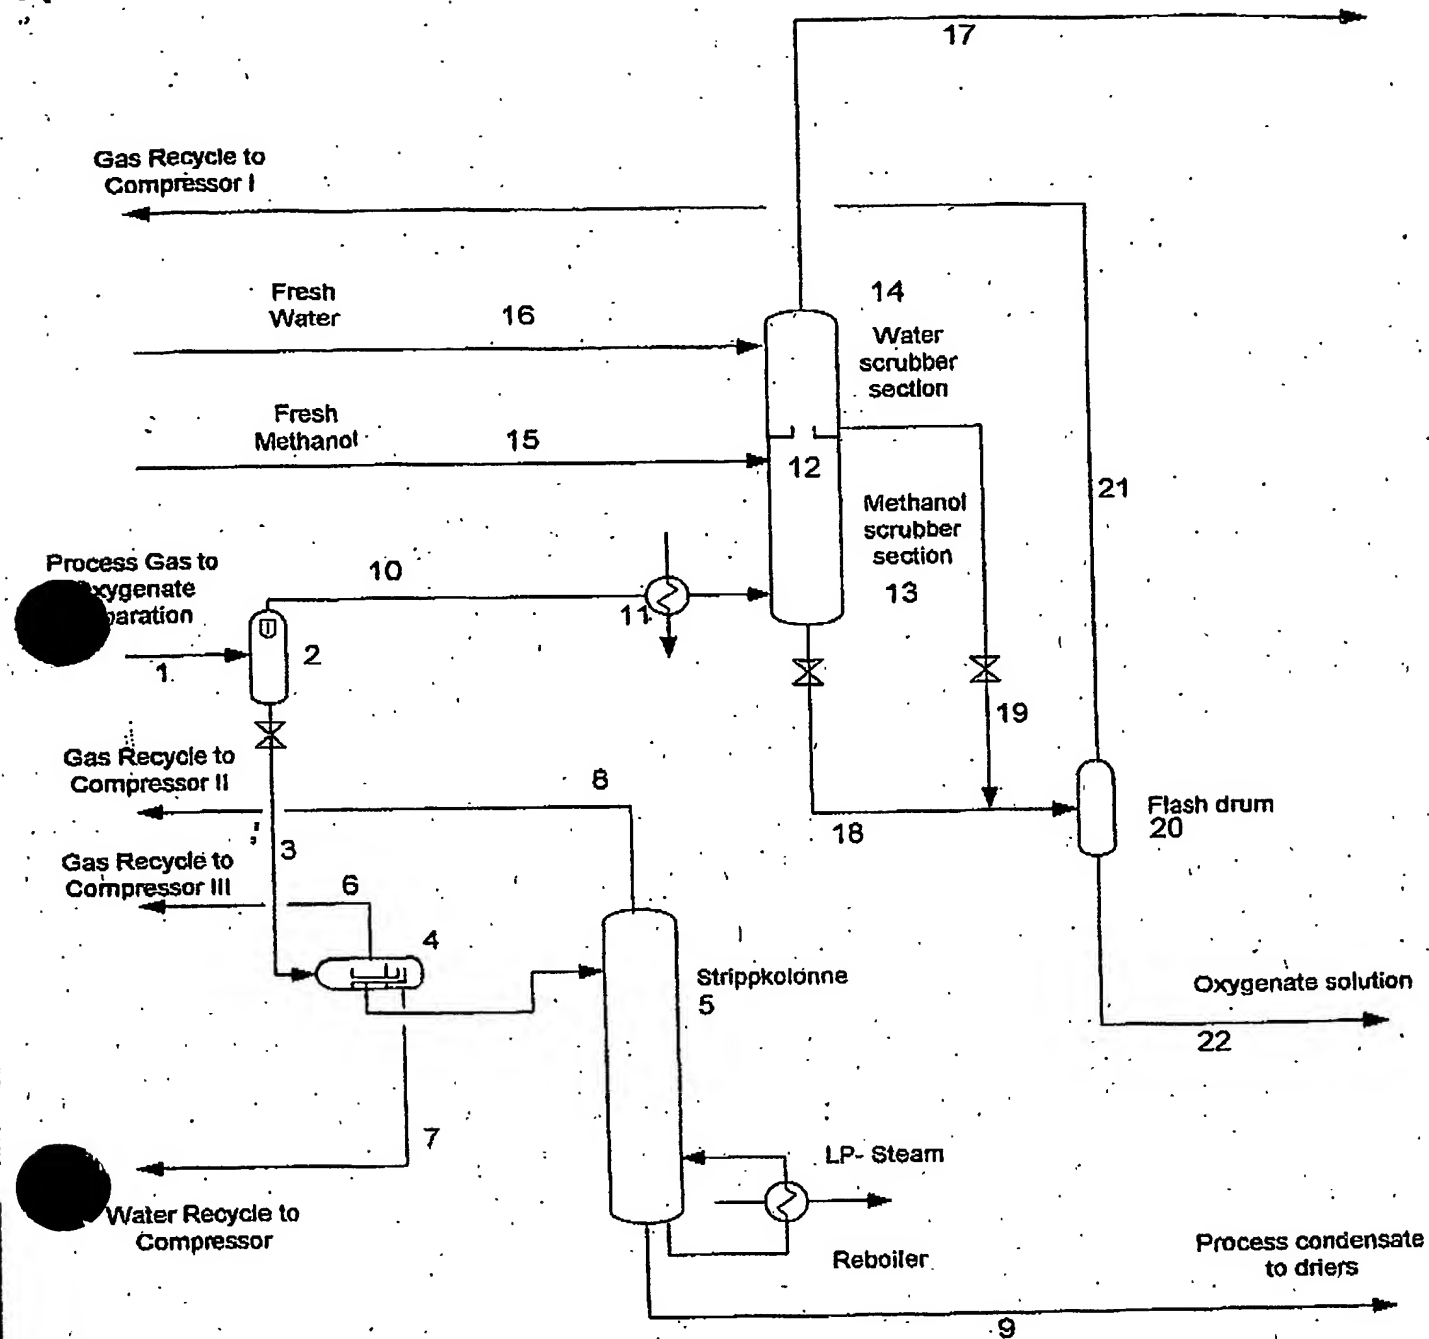 17
Gas Recycle to
Compressor I
Fresh
Water
16
14
Water
scrubber
section
Fresh
Methanol
15
12
21
Methanol
scrubber
section
13
Process Gas to
10
11
1
2
19
Gas Recycle to
Compressor II
8
3
18
Flash drum
20
Gas Recycle to
Compressor III
6
4
Strippkolonne
5
Oxygenate solution
22
7
LP- Steam
Water Recycle to
Compressor
Reboiler
Process condensate
to driers
9